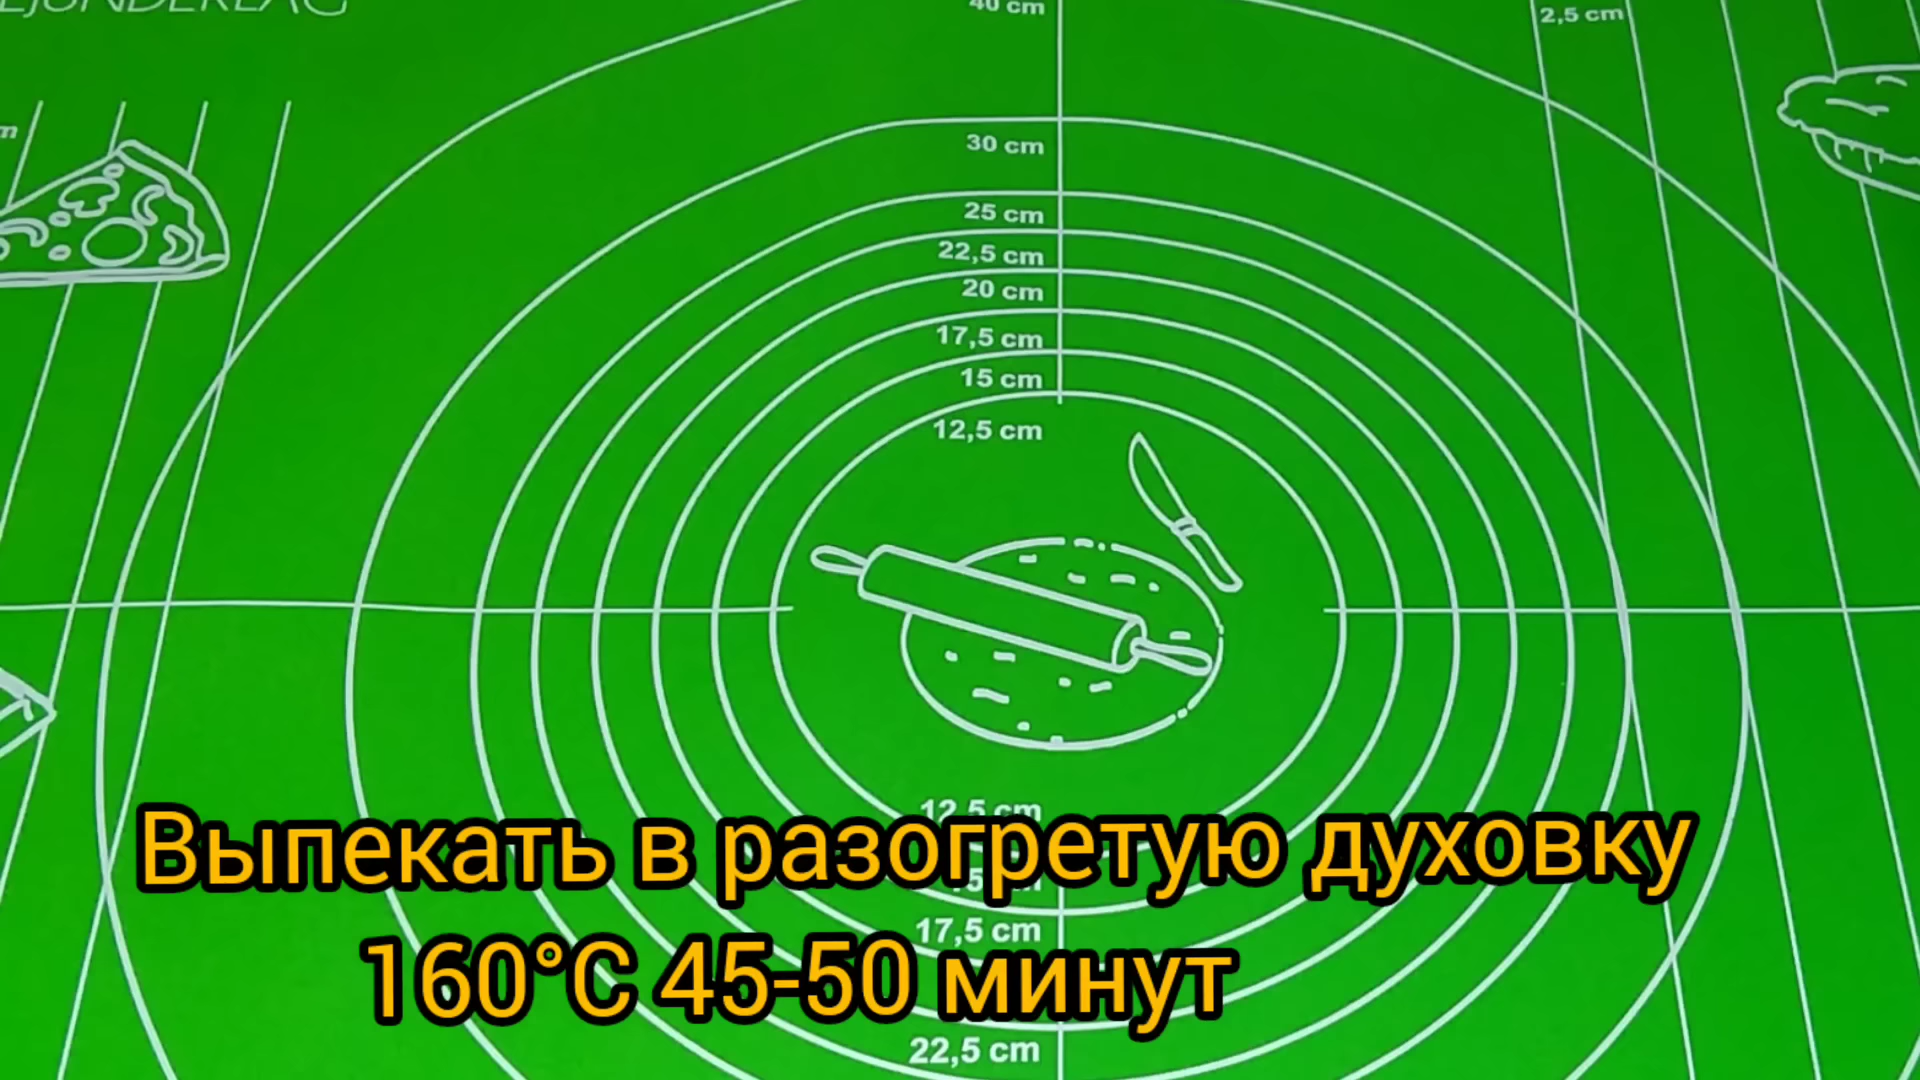 40 cm
2,5 cm
30 cm
25 cm
22,5 cm
20 cm
17,5 cm
15 cm
12,5 cm
12,5 cm
Выпекать в разогретую духовку
17,5 cm
160°С 45-50 минут
22,5 cm